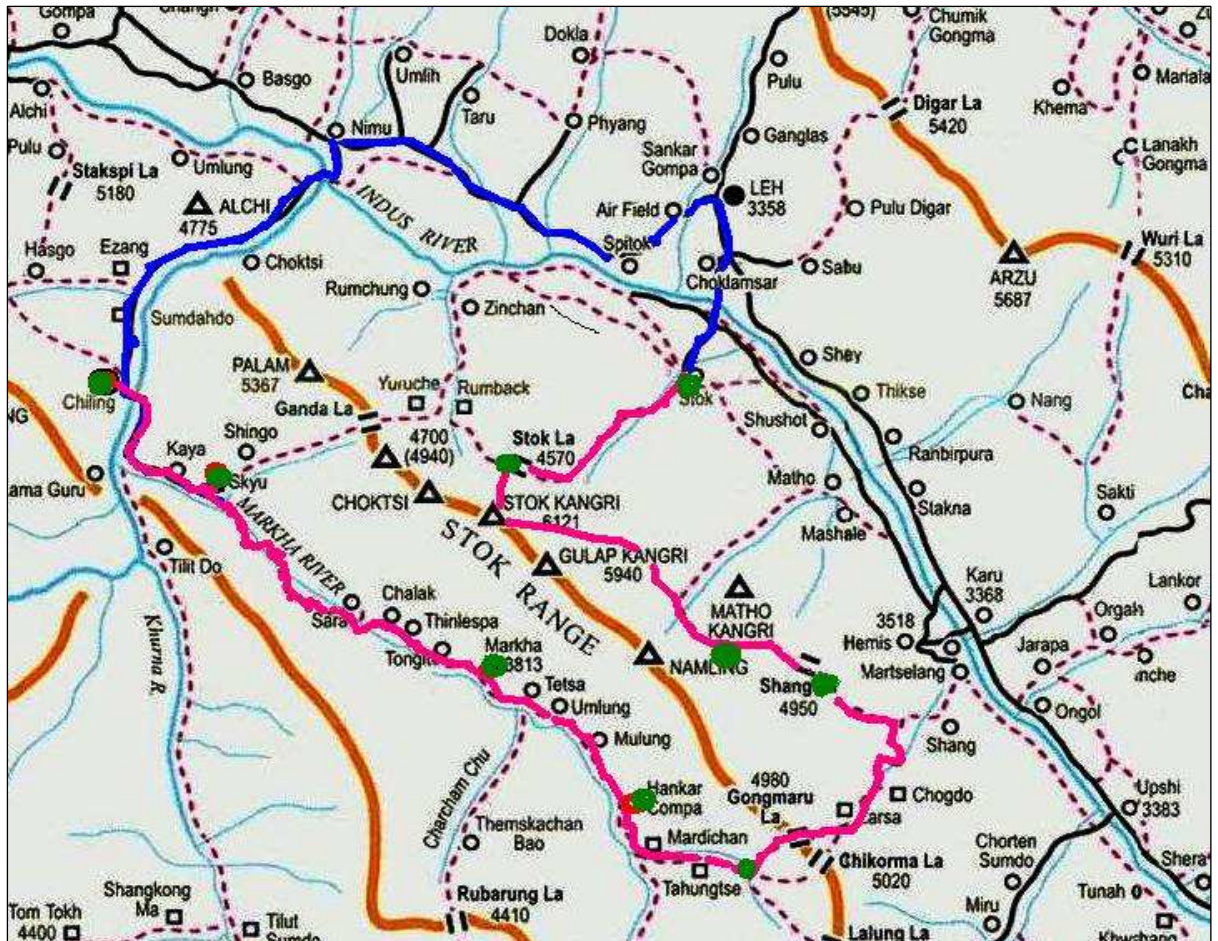 Gompa
(5545)
Chumik
Gongma
Dokla
Basgo
Umlih
Pulu
Alchi
Taru
Digar La
5420
Khema
Nimu
Phyang
Ganglas
Pulu
Umlung
Sankar
Gompa
Lanakh
Gongma
Stakspi La
5180
LEH
3358
ALCHI
4775
INDUS RIVER
Air Field
Pulu Digar
Hasgo
Ezang
Spitok
Wuri La
5310
Choktsi
Choklamsar
Sabu
ARZU
5687
Rumchung
Zinchan
Sumdahdo
PALAM
5367
Shey
Chiling
Yuruche
Rumback
Stok
Thikse
Nang
Ganda La
Shushot
Shingo
4700
(4940)
Stok La
4570
Ranbirpura
Kaya
Skyu
Matho
Sakti
CHOKTSI
STOK KANGRI
6121
Stakna
MARKHA RIVER
STOK RANGE
Mashale
Tilit Do
GULAP KANGRI
5940
Karu
3368
Lankor
Chalak
Sara
Thinlespa
MATHO
KANGRI
3518
Hemis
Orgah
Khurna R.
Markha
3813
NAMLING
Martselang
Jarapa
Tetsa
Umlung
4950
Ongol
Mulung
Shang
Charcham Chu
4980
Gongmaru
La
Hankar
Chogdo
Upshi
3383
Themskachan
Bao
Mardichan
Chorten
Sumdo
Chikorma La
5020
Tahungtse
Shangkong
Ma
Rubarung La
4410
Tunah
Tom Tokh
4400
Tilut
Miru
Lalung La